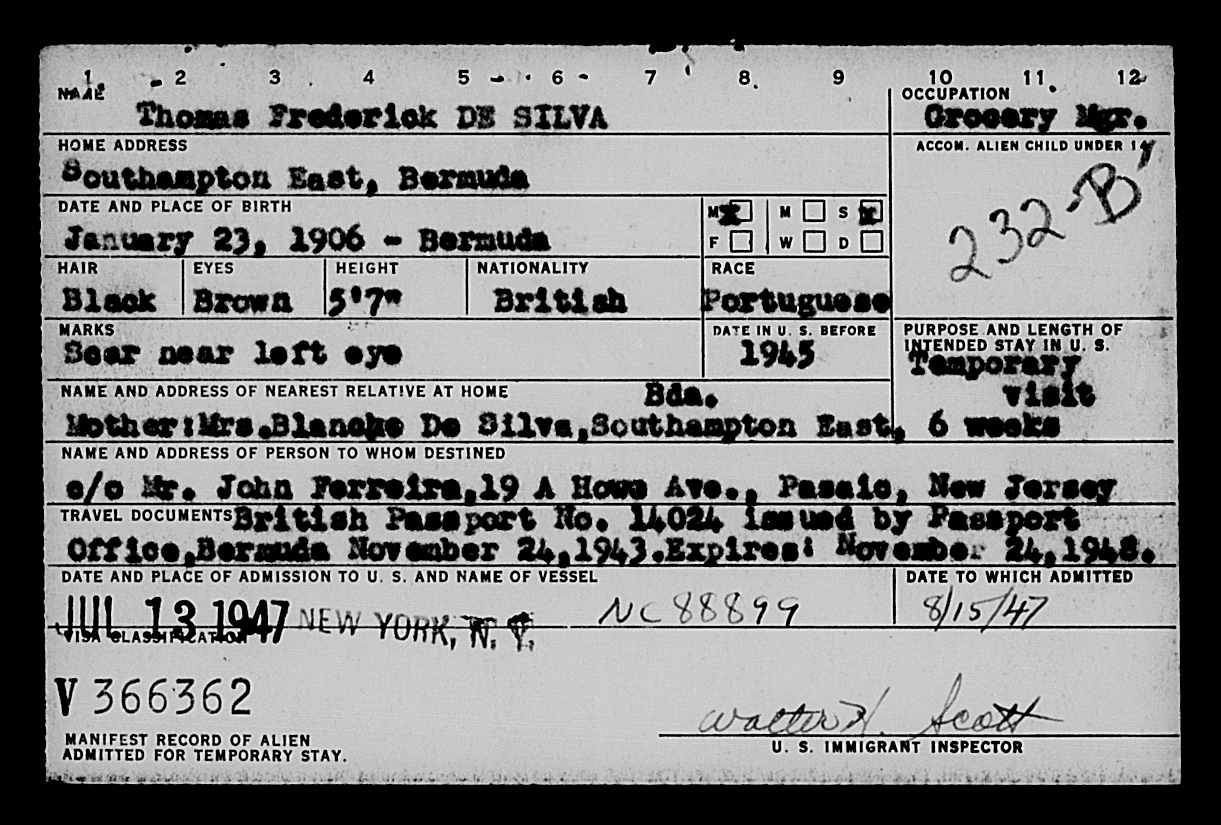 1 2 3 4 5 6 7 8 9 10 11 12
NAME
Thomas Frederick DE SILVA
OCCUPATION
Grocery Mgr.
HOME ADDRESS
Southampton East, Bermuda
ACCOM. ALIEN CHILD UNDER 14
232-B
DATE AND PLACE OF BIRTH
January 23, 1906 - Bermuda
M M S
F W D
HAIR EYES HEIGHT NATIONALITY RACE
Black Brown 5'7" British Portuguese
MARKS
Scar near left eye
DATE IN U. S. BEFORE
1945
PURPOSE AND LENGTH OF
INTENDED STAY IN U. S.
Temporary
visit
6 weeks
NAME AND ADDRESS OF NEAREST RELATIVE AT HOME
Bda.
Mother:Mrs.Blanche De Silva,Southampton East,
NAME AND ADDRESS OF PERSON TO WHOM DESTINED
c/o Mr. John Ferreira,19 A Howe Ave., Pasaic, New Jersey
TRAVEL DOCUMENTS British Passport No. 14024 issued by Passport
Office,Bermuda November 24,1943.Expires: November 24,1948.
DATE AND PLACE OF ADMISSION TO U. S. AND NAME OF VESSEL
JUL 13 1947 NEW YORK, N. Y. NC 88899
DATE TO WHICH ADMITTED
8/15/47
VISA CLASSIFICATION
V 366362
Walter H. Scott
U. S. IMMIGRANT INSPECTOR
MANIFEST RECORD OF ALIEN
ADMITTED FOR TEMPORARY STAY.